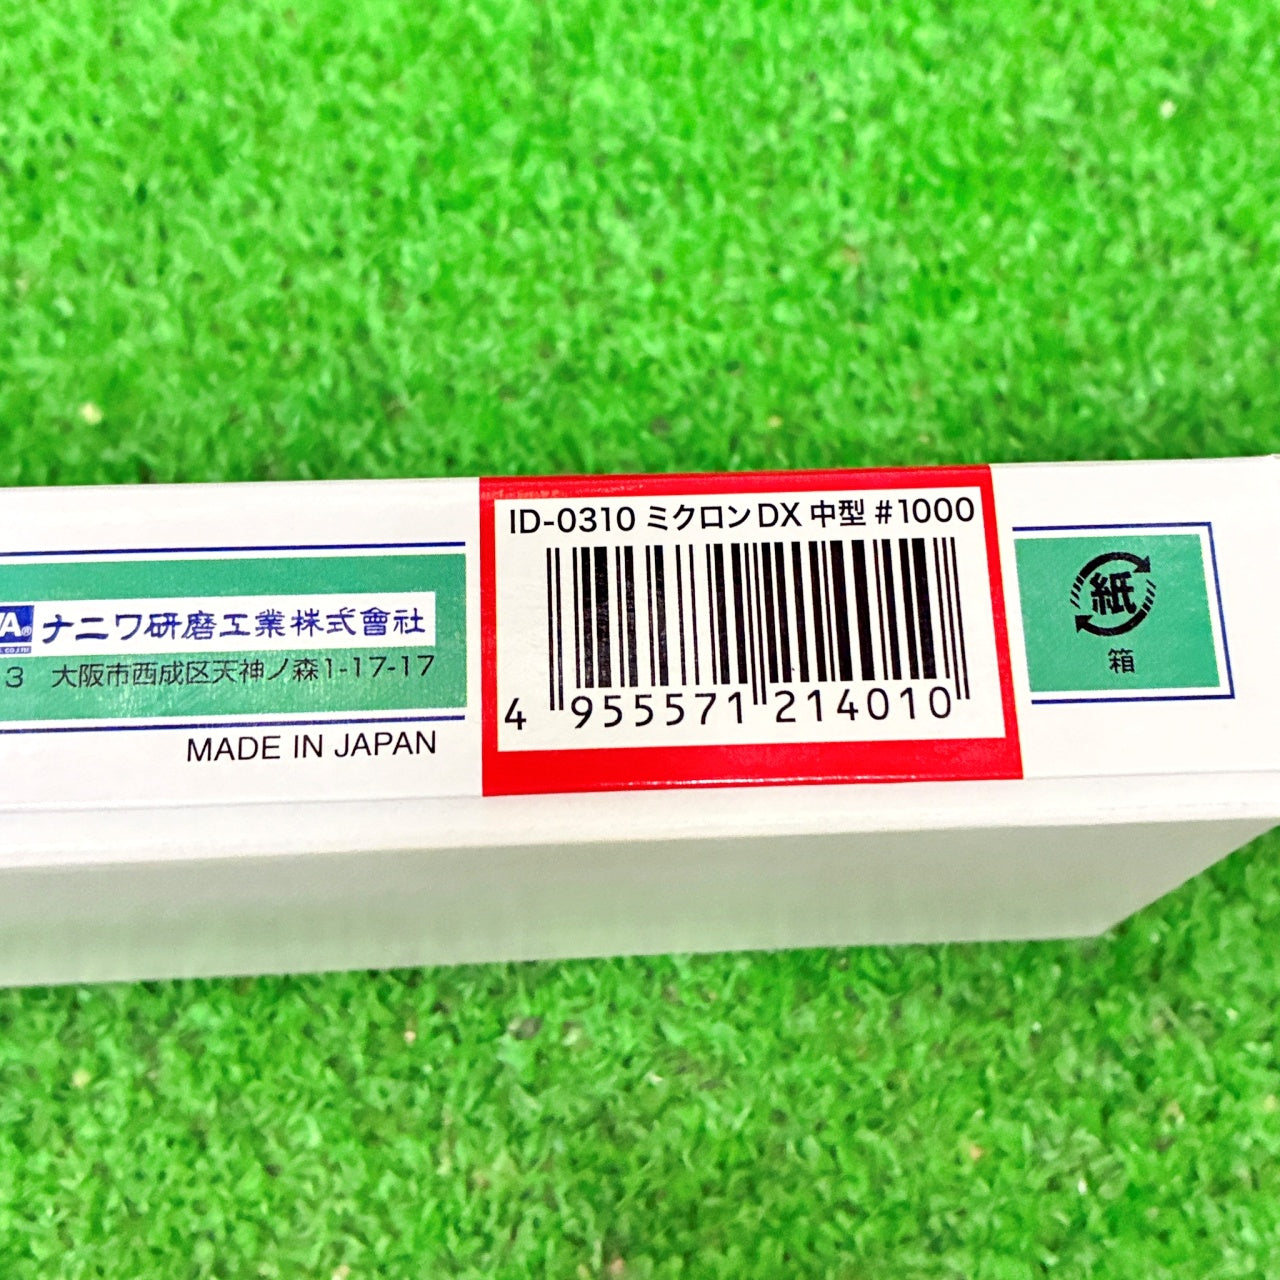 ID-0310 ミクロンDX 中型 #1000
4 955571 214010
ナニワ研磨工業株式會社
3 大阪市西成区天神ノ森1-17-17
MADE IN JAPAN
紙
箱